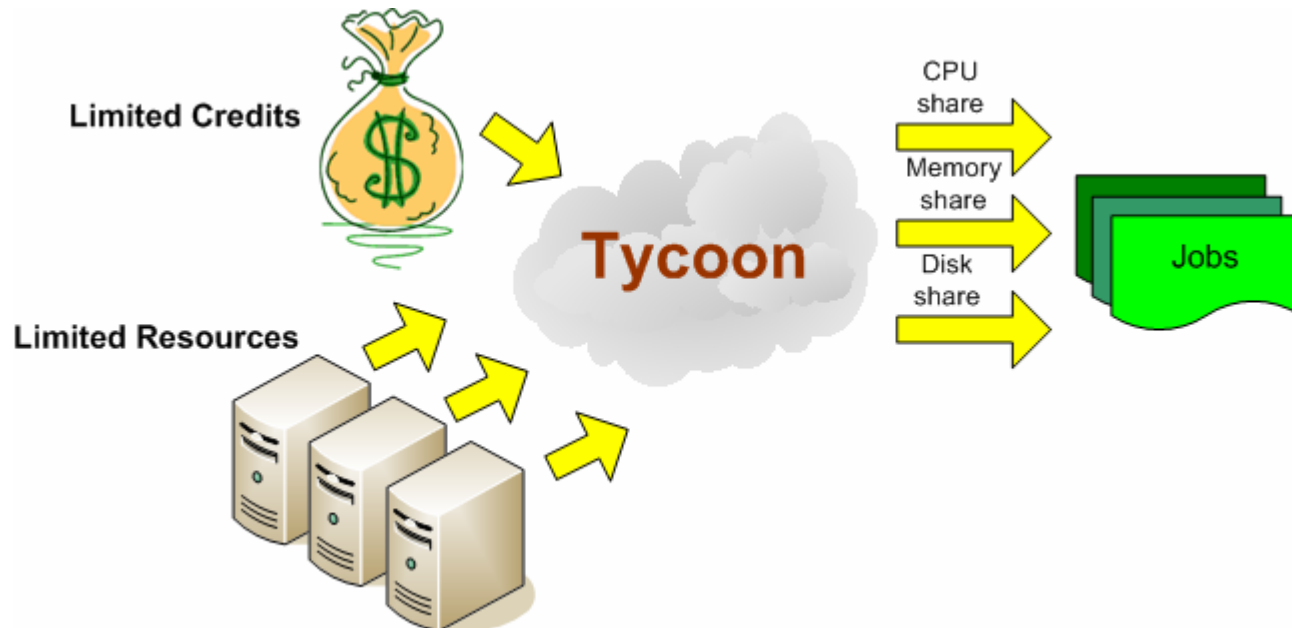 Limited Credits
$
Limited Resources
Tycoon
CPU
share
Memory
share
Disk
share
Jobs